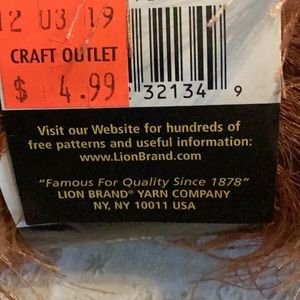 12 03 19
CRAFT OUTLET
$ 4.99
32134 9
Visit our Website for hundreds of
free patterns and useful information:
www.LionBrand.com
"Famous For Quality Since 1878"
LION BRAND® YARN COMPANY
NY, NY 10011 USA